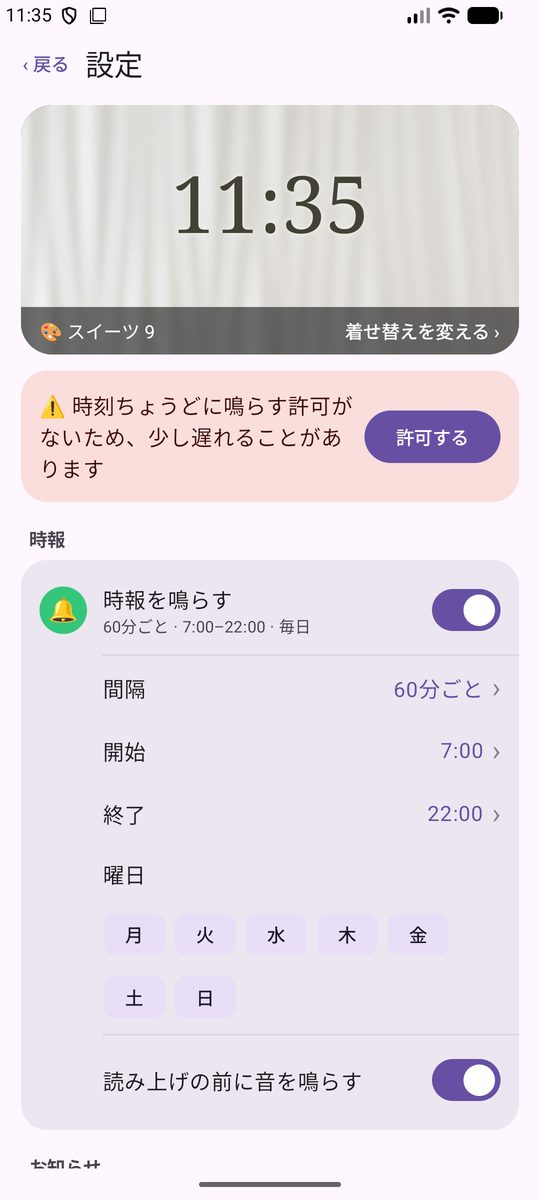 11:35
‹ 戻る 設定
11:35
🎨 スイーツ 9 着せ替えを変える ›
⚠️ 時刻ちょうどに鳴らす許可が
ないため、少し遅れることがあ
ります
許可する
時報
時報を鳴らす
60分ごと · 7:00–22:00 · 毎日
間隔 60分ごと ›
開始 7:00 ›
終了 22:00 ›
曜日
月 火 水 木 金
土 日
読み上げの前に音を鳴らす
お知らせ